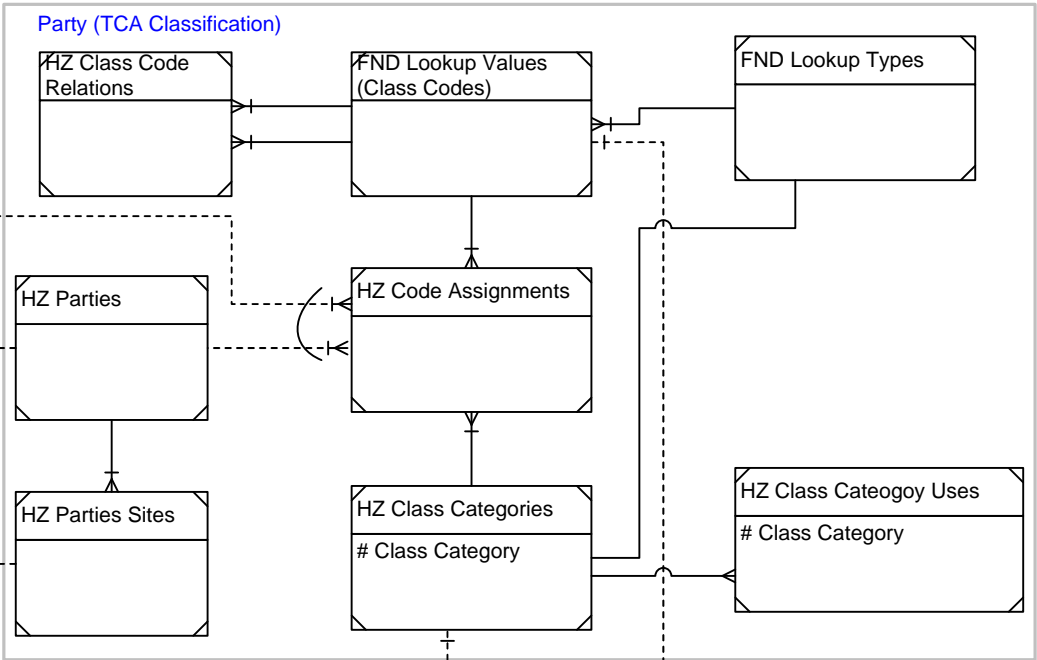 Party (TCA Classification)
HZ Class Code
Relations
FND Lookup Values
(Class Codes)
FND Lookup Types
HZ Parties
HZ Code Assignments
HZ Parties Sites
HZ Class Categories
# Class Category
HZ Class Cateogoy Uses
# Class Category